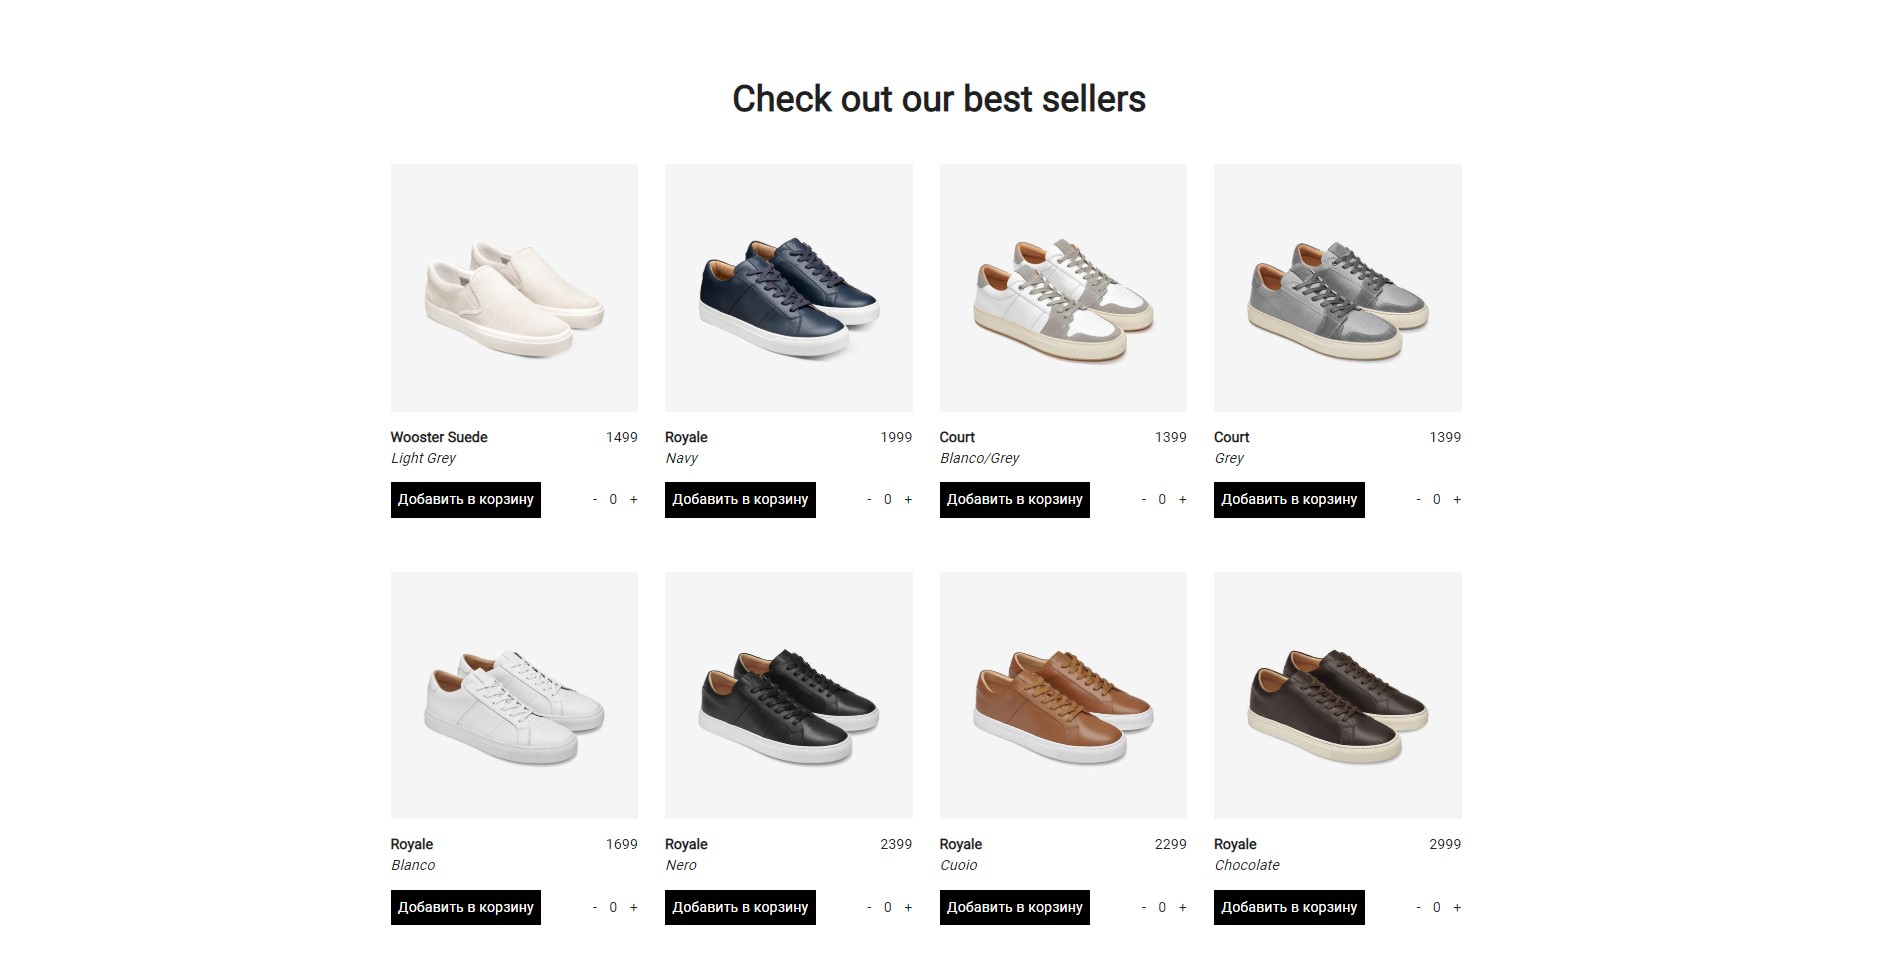 Check out our best sellers
Wooster Suede 1499
Light Grey
Добавить в корзину - 0 +
Royale 1999
Navy
Добавить в корзину - 0 +
Court 1399
Blanco/Grey
Добавить в корзину - 0 +
Court 1399
Grey
Добавить в корзину - 0 +
Royale 1699
Blanco
Добавить в корзину - 0 +
Royale 2399
Nero
Добавить в корзину - 0 +
Royale 2299
Cuoio
Добавить в корзину - 0 +
Royale 2999
Chocolate
Добавить в корзину - 0 +